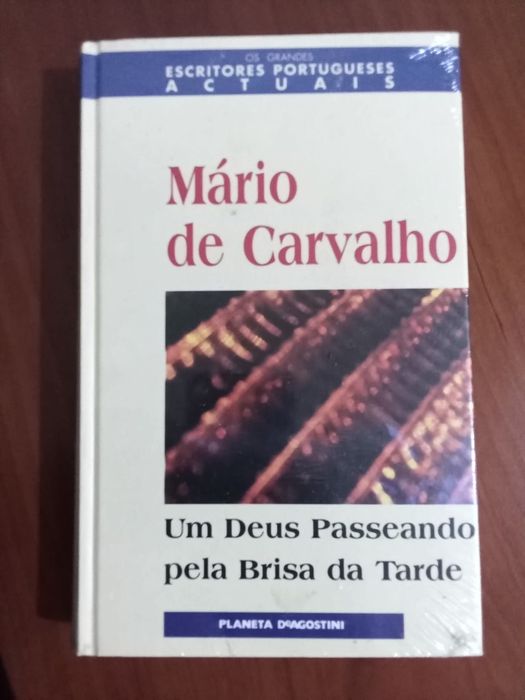 OS GRANDES
ESCRITORES PORTUGUESES
ACTUAIS
Mário
de Carvalho
Um Deus Passeando
pela Brisa da Tarde
PLANETA DeAGOSTINI